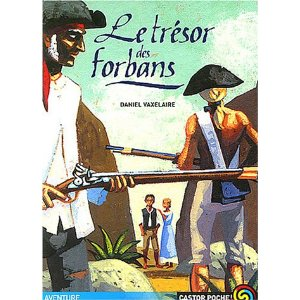 Le trésor
des
forbans
DANIEL VAXELAIRE
AVENTURE
CASTOR POCHE